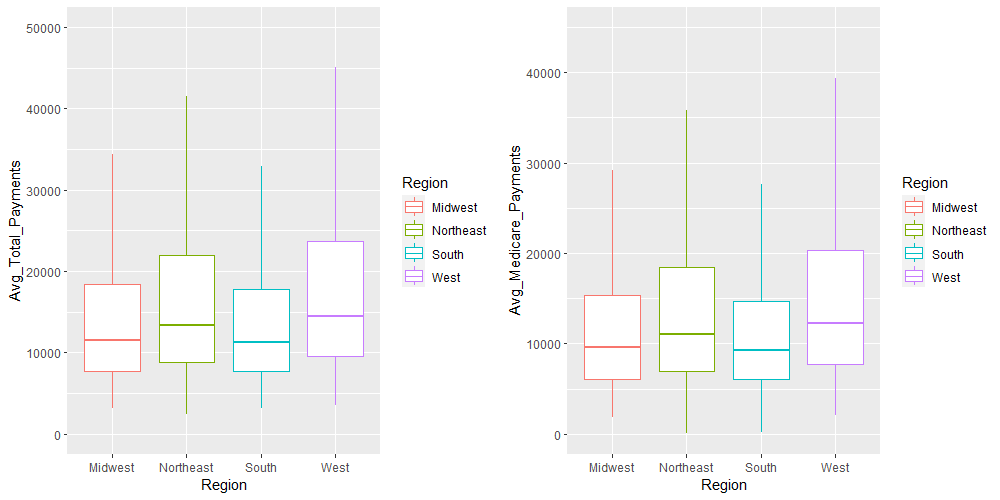 Avg_Total_Payments
50000
40000
30000
20000
10000
0
Midwest Northeast South West
Region
Region
Midwest
Northeast
South
West
Avg_Medicare_Payments
40000
30000
20000
10000
0
Midwest Northeast South West
Region
Region
Midwest
Northeast
South
West